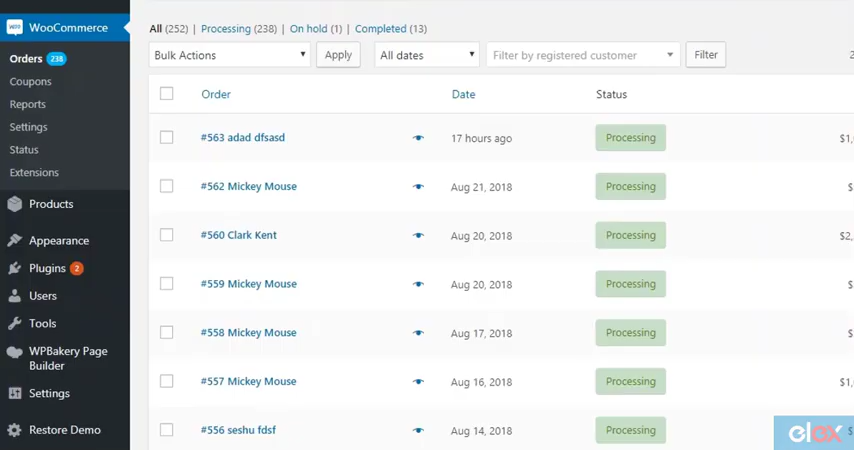 WooCommerce
Orders 238
Coupons
Reports
Settings
Status
Extensions
Products
Appearance
Plugins 2
Users
Tools
WPBakery Page
Builder
Settings
Restore Demo
All (252) | Processing (238) | On hold (1) | Completed (13)
Bulk Actions Apply All dates Filter by registered customer Filter
Order Date Status
#563 adad dfsasd 17 hours ago Processing
#562 Mickey Mouse Aug 21, 2018 Processing
#560 Clark Kent Aug 20, 2018 Processing
#559 Mickey Mouse Aug 20, 2018 Processing
#558 Mickey Mouse Aug 17, 2018 Processing
#557 Mickey Mouse Aug 16, 2018 Processing
#556 seshu fdsf Aug 14, 2018 Processing
elex